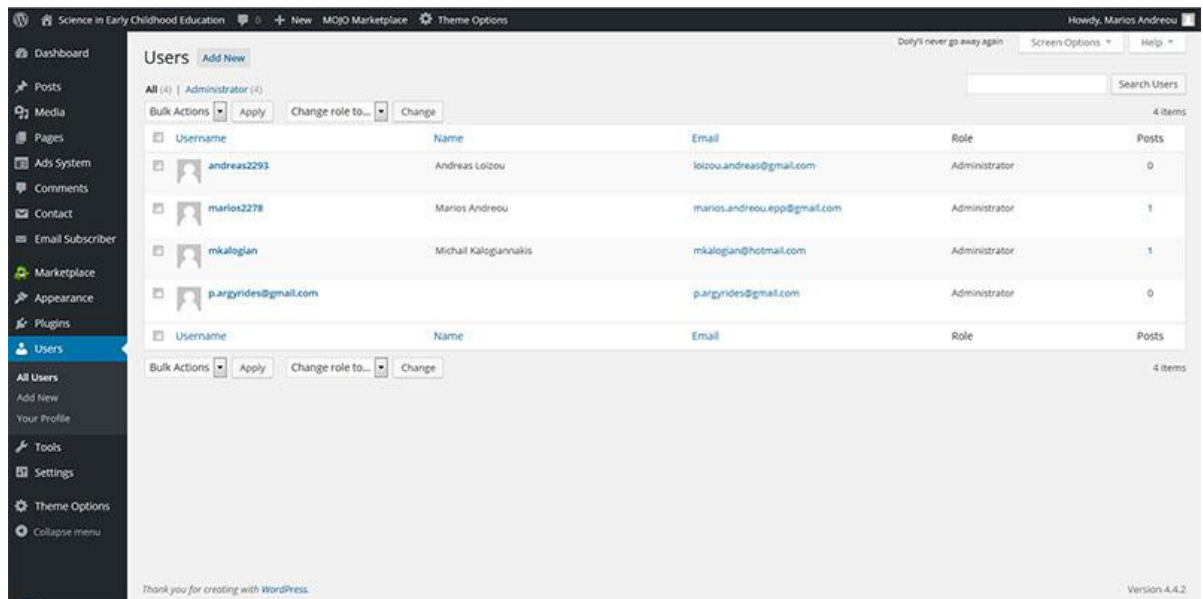 Science in Early Childhood Education 0 + New MOJO Marketplace Theme Options Howdy, Marios Andreou
Dashboard
Posts
Media
Pages
Ads System
Comments
Contact
Email Subscriber
Marketplace
Appearance
Plugins
Users
All Users
Add New
Your Profile
Tools
Settings
Theme Options
Collapse menu
Dolly'll never go away again Screen Options Help
Users Add New
All (4) | Administrator (4) Search Users
Bulk Actions Apply Change role to... Change 4 items
Username Name Email Role Posts
andreas2293 Andreas Loizou loizou.andreas@gmail.com Administrator 0
marios2278 Marios Andreou marios.andreou.epp@gmail.com Administrator 1
mkalogian Michail Kalogiannakis mkalogian@hotmail.com Administrator 1
p.argyrides@gmail.com p.argyrides@gmail.com Administrator 0
Username Name Email Role Posts
Bulk Actions Apply Change role to... Change 4 items
Thank you for creating with WordPress. Version 4.4.2